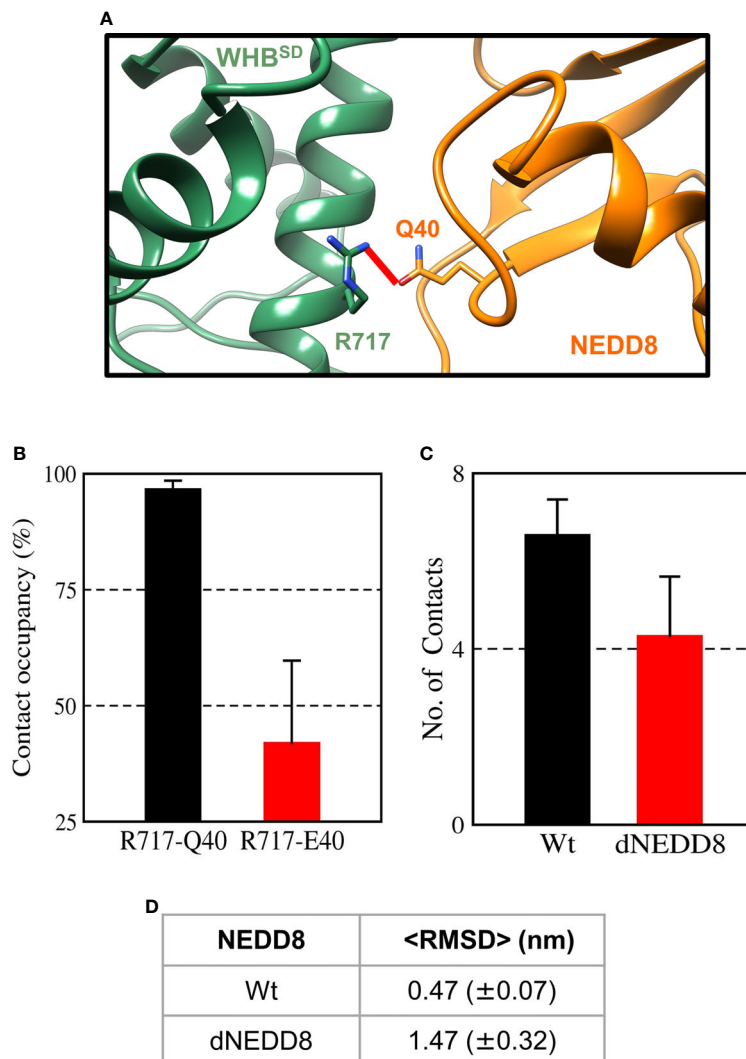 A
WHB^SD
Q40
R717
NEDD8
B
Contact occupancy (%)
100
75
50
25
R717-Q40 R717-E40
C
No. of Contacts
8
4
0
Wt dNEDD8
D
NEDD8 <RMSD> (nm)
Wt 0.47 (±0.07)
dNEDD8 1.47 (±0.32)